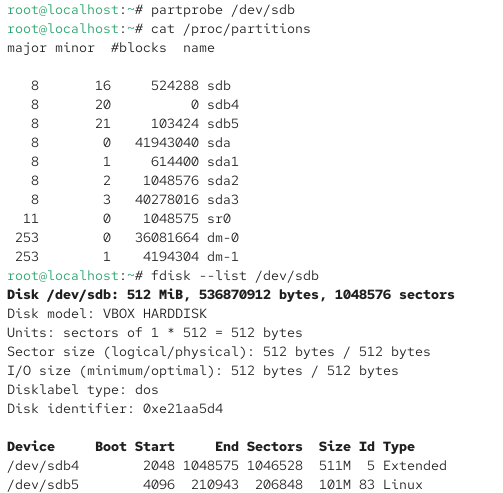 root@localhost:~# partprobe /dev/sdb
root@localhost:~# cat /proc/partitions
major minor  #blocks  name

   8       16     524288 sdb
   8       20          0 sdb4
   8       21     103424 sdb5
   8        0   41943040 sda
   8        1     614400 sda1
   8        2    1048576 sda2
   8        3   40278016 sda3
  11        0    1048575 sr0
 253        0   36081664 dm-0
 253        1    4194304 dm-1
root@localhost:~# fdisk --list /dev/sdb
Disk /dev/sdb: 512 MiB, 536870912 bytes, 1048576 sectors
Disk model: VBOX HARDDISK
Units: sectors of 1 * 512 = 512 bytes
Sector size (logical/physical): 512 bytes / 512 bytes
I/O size (minimum/optimal): 512 bytes / 512 bytes
Disklabel type: dos
Disk identifier: 0xe21aa5d4

Device     Boot Start     End Sectors  Size Id Type
/dev/sdb4        2048 1048575 1046528  511M  5 Extended
/dev/sdb5        4096  210943  206848  101M 83 Linux